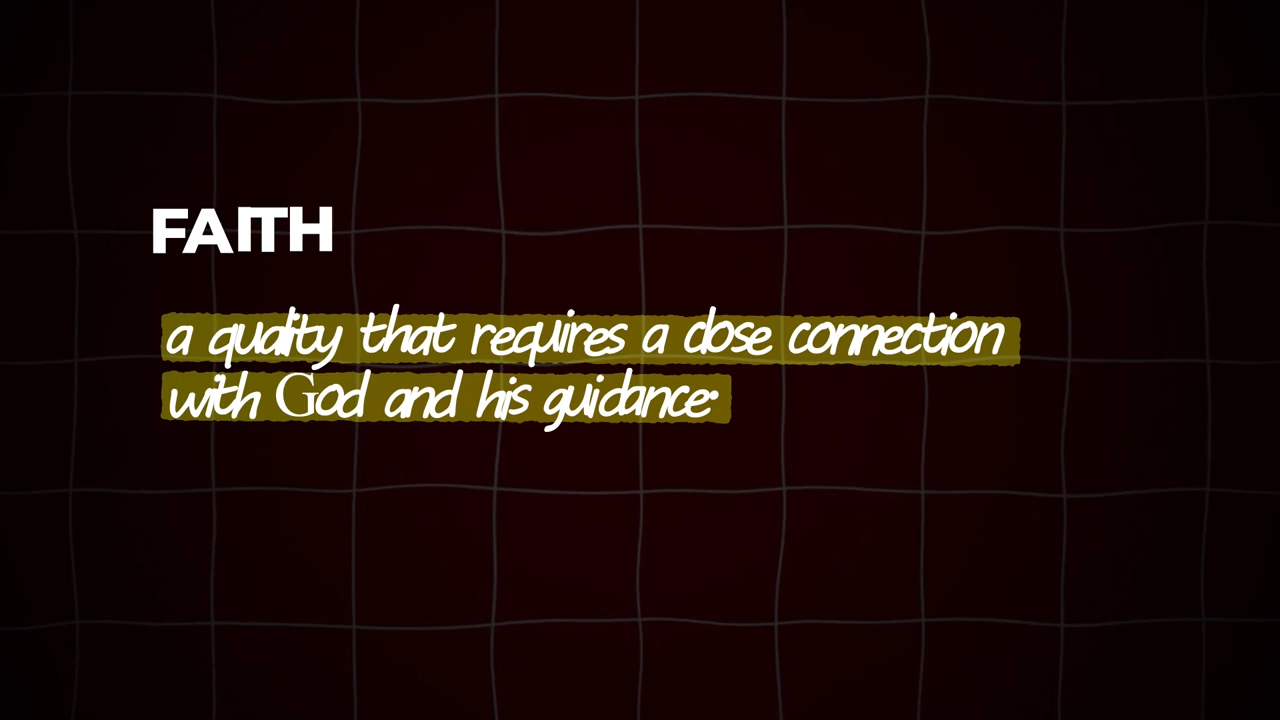 FAITH
a quality that requires a close connection
with God and his guidance.